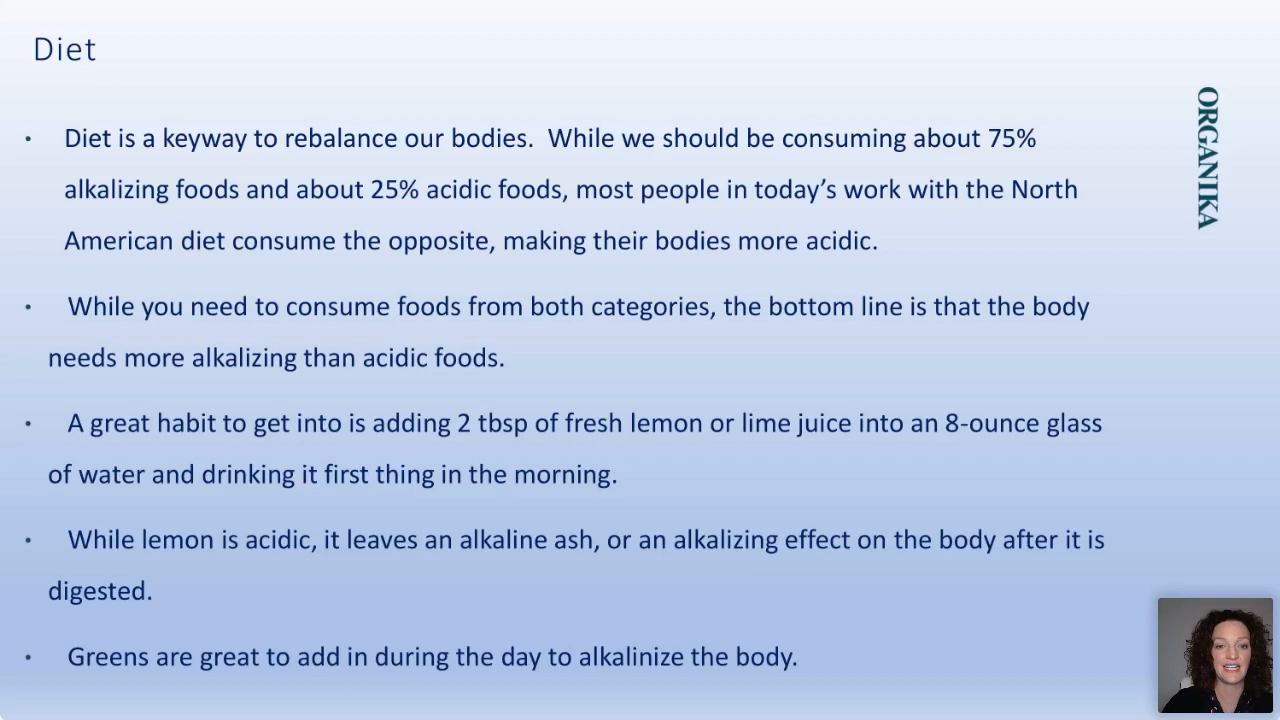 Diet
• Diet is a keyway to rebalance our bodies.  While we should be consuming about 75%
alkalizing foods and about 25% acidic foods, most people in today’s work with the North
American diet consume the opposite, making their bodies more acidic.
• While you need to consume foods from both categories, the bottom line is that the body
needs more alkalizing than acidic foods.
• A great habit to get into is adding 2 tbsp of fresh lemon or lime juice into an 8-ounce glass
of water and drinking it first thing in the morning.
• While lemon is acidic, it leaves an alkaline ash, or an alkalizing effect on the body after it is
digested.
• Greens are great to add in during the day to alkalinize the body.
ORGANIKA